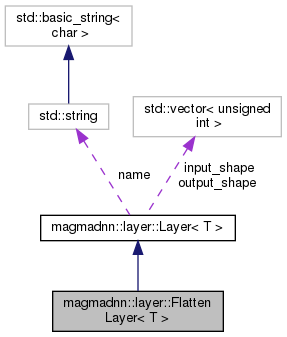 std::basic_string<
char >
std::string
std::vector< unsigned
int >
name
input_shape
output_shape
magmadnn::layer::Layer< T >
magmadnn::layer::Flatten
Layer< T >